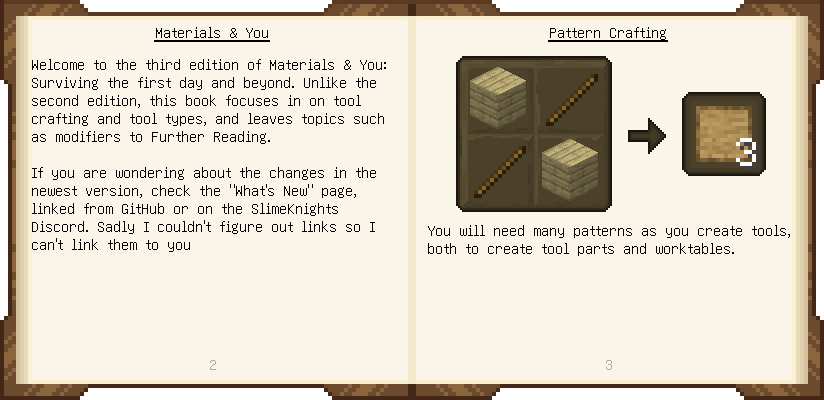 Materials & You
Welcome to the third edition of Materials & You:
Surviving the first day and beyond. Unlike the
second edition, this book focuses in on tool
crafting and tool types, and leaves topics such
as modifiers to Further Reading.
If you are wondering about the changes in the
newest version, check the "What's New" page,
linked from GitHub or on the SlimeKnights
Discord. Sadly I couldn't figure out links so I
can't link them to you
2
Pattern Crafting
3
You will need many patterns as you create tools,
both to create tool parts and worktables.
3